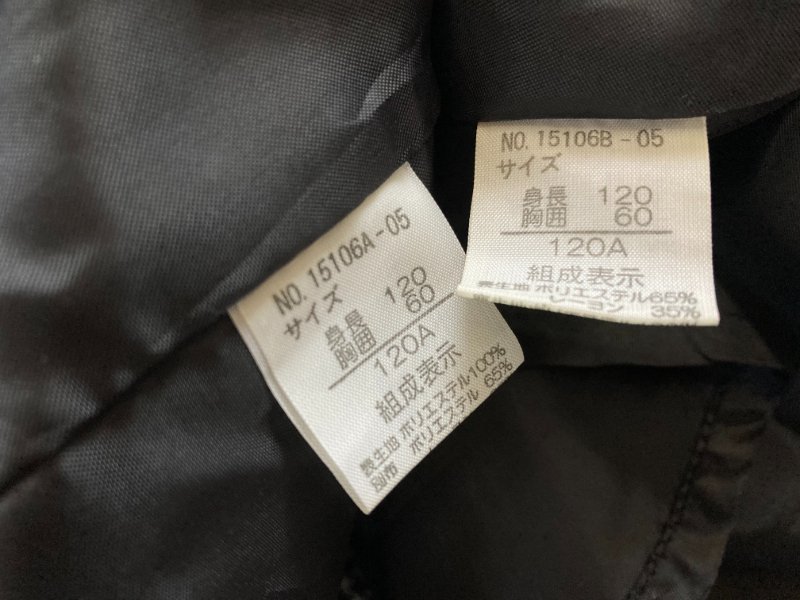 NO. 15106A-05
サイズ
身長 120
胸囲 60
120A
組成表示
表生地 ポリエステル100%
別布 ポリエステル 65%
NO. 15106B-05
サイズ
身長 120
胸囲 60
120A
組成表示
表生地 ポリエステル65%
レーヨン 35%